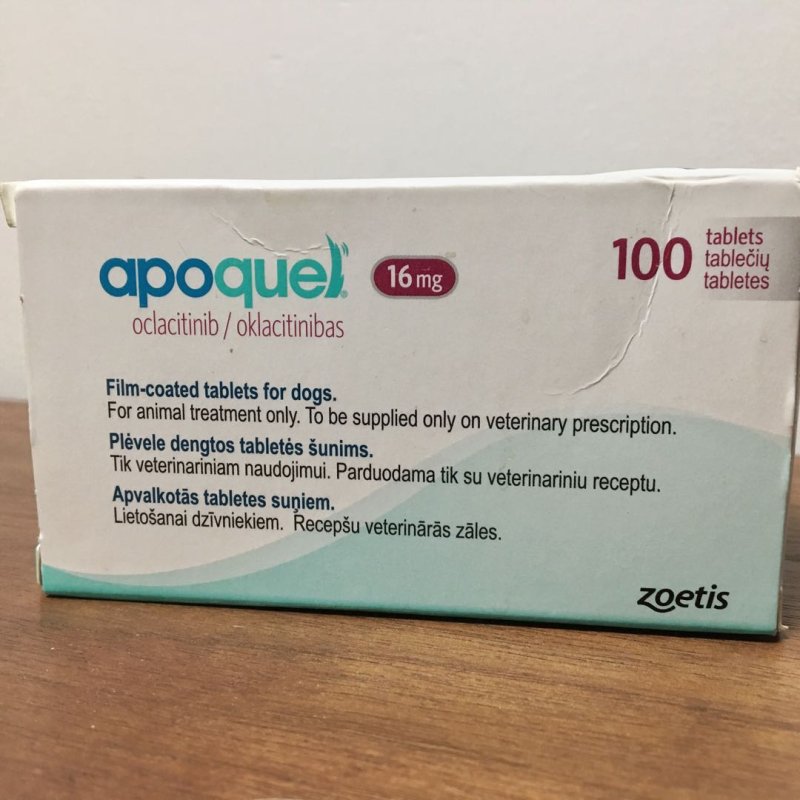 apoquel®
16 mg
100 tablets
tablečių
tabletes
oclacitinib / oklacitinibas
Film-coated tablets for dogs.
For animal treatment only. To be supplied only on veterinary prescription.
Plėvele dengtos tabletės šunims.
Tik veterinariniam naudojimui. Parduodama tik su veterinariniu receptu.
Apvalkotās tabletes suņiem.
Lietošanai dzīvniekiem. Recepšu veterinārās zāles.
zoetis